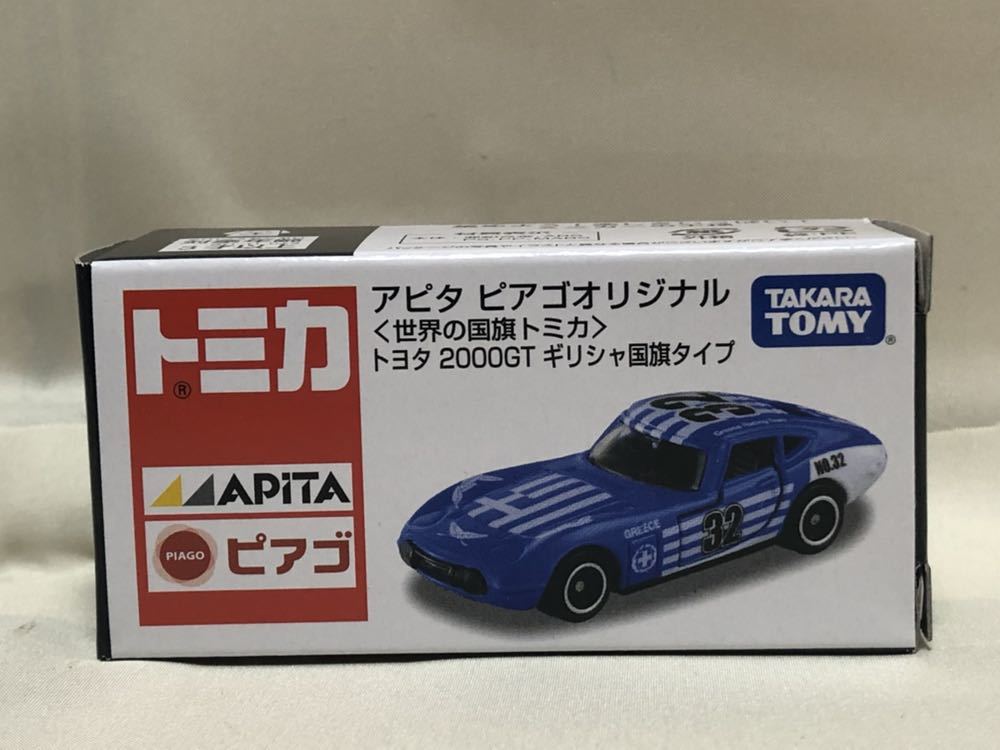 トミカ
®
APiTA
PIAGO
ピアゴ
アピタ ピアゴオリジナル
<世界の国旗トミカ>
トヨタ 2000GT ギリシャ国旗タイプ
TAKARA
TOMY
®
32
NO.32
GREECE
32